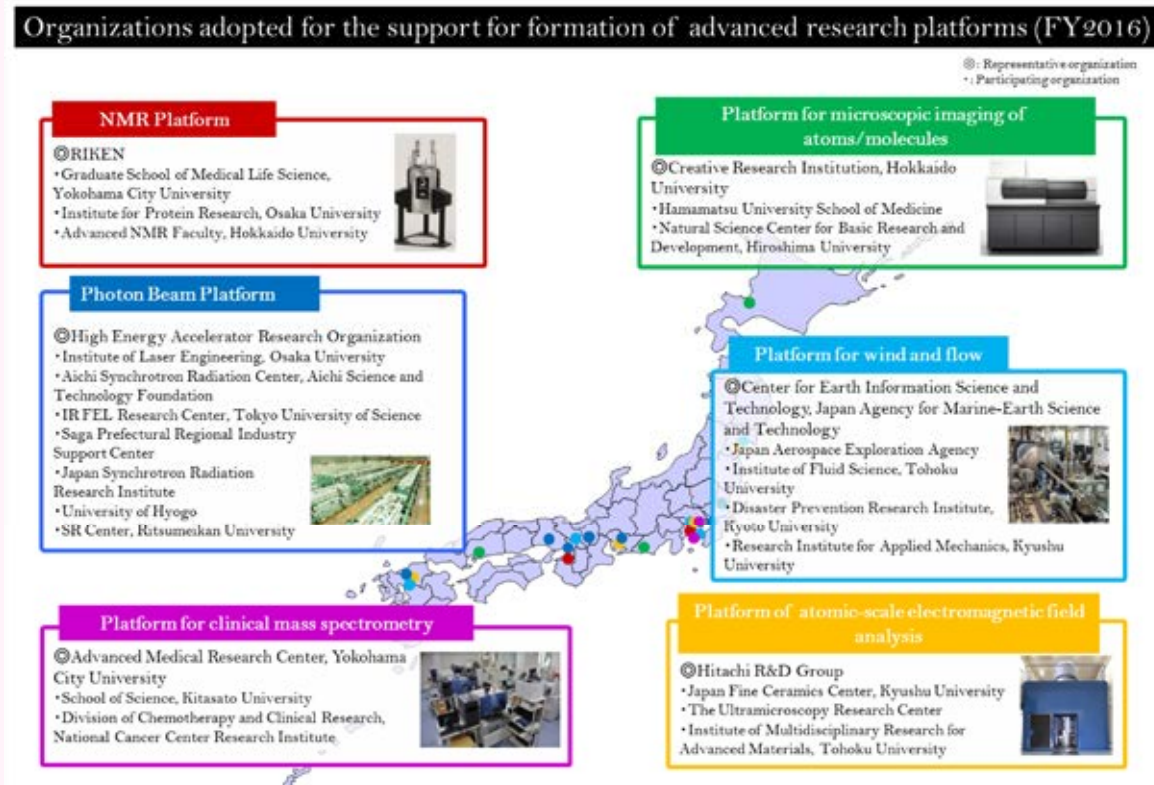 Organizations adopted for the support for formation of advanced research platforms (FY2016)
◎: Representative organization
・: Participating organization
NMR Platform
◎RIKEN
・Graduate School of Medical Life Science,
Yokohama City University
・Institute for Protein Research, Osaka University
・Advanced NMR Faculty, Hokkaido University
Platform for microscopic imaging of
atoms/molecules
◎Creative Research Institution, Hokkaido
University
・Hamamatsu University School of Medicine
・Natural Science Center for Basic Research and
Development, Hiroshima University
Photon Beam Platform
◎High Energy Accelerator Research Organization
・Institute of Laser Engineering, Osaka University
・Aichi Synchrotron Radiation Center, Aichi Science and
Technology Foundation
・IR FEL Research Center, Tokyo University of Science
・Saga Prefectural Regional Industry
Support Center
・Japan Synchrotron Radiation
Research Institute
・University of Hyogo
・SR Center, Ritsumeikan University
Platform for wind and flow
◎Center for Earth Information Science and
Technology, Japan Agency for Marine-Earth Science
and Technology
・Japan Aerospace Exploration Agency
・Institute of Fluid Science, Tohoku
University
・Disaster Prevention Research Institute,
Kyoto University
・Research Institute for Applied Mechanics, Kyushu
University
Platform for clinical mass spectrometry
◎Advanced Medical Research Center, Yokohama
City University
・School of Science, Kitasato University
・Division of Chemotherapy and Clinical Research,
National Cancer Center Research Institute
Platform of atomic-scale electromagnetic field
analysis
◎Hitachi R&D Group
・Japan Fine Ceramics Center, Kyushu University
・The Ultramicroscopy Research Center
・Institute of Multidisciplinary Research for
Advanced Materials, Tohoku University